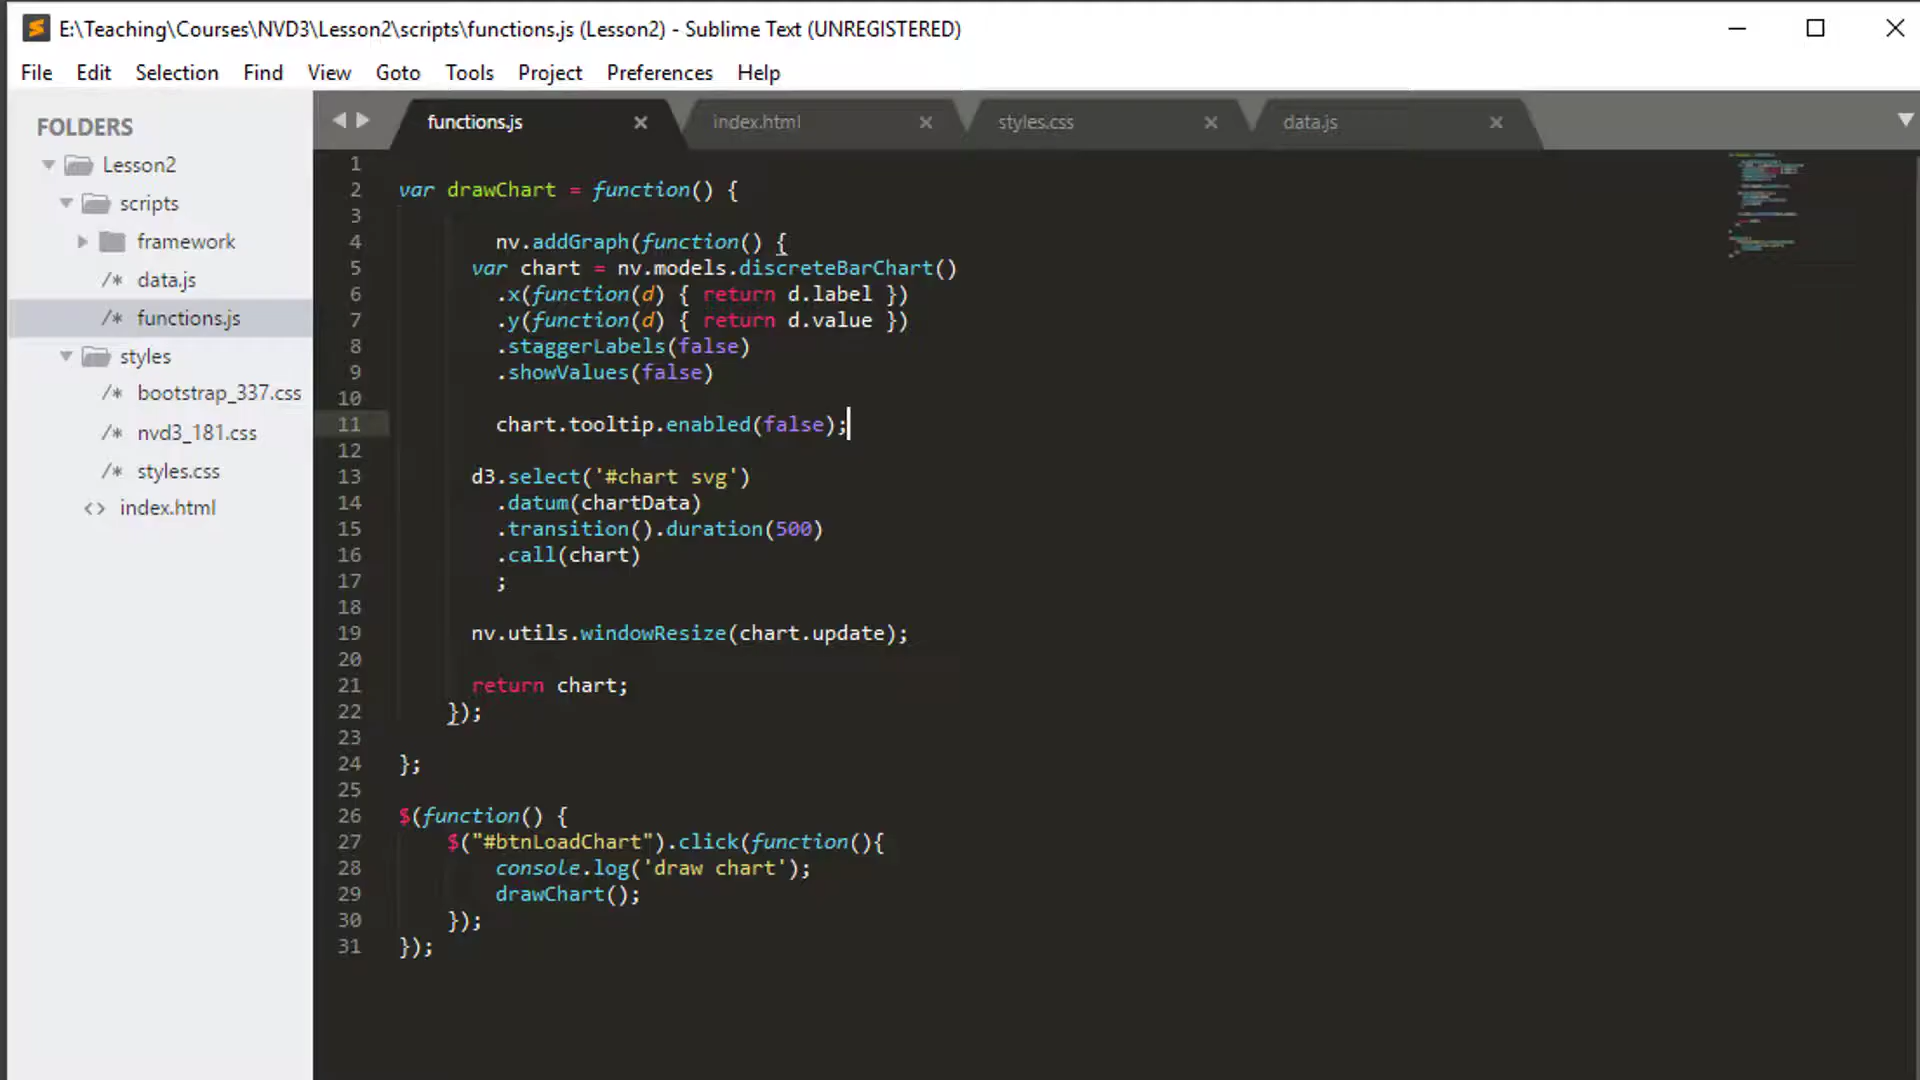 E:\Teaching\Courses\NVD3\Lesson2\scripts\functions.js (Lesson2) - Sublime Text (UNREGISTERED)
File Edit Selection Find View Goto Tools Project Preferences Help
FOLDERS
Lesson2
scripts
framework
/* data.js
/* functions.js
styles
/* bootstrap_337.css
/* nvd3_181.css
/* styles.css
<> index.html
functions.js index.html styles.css data.js
1
2 var drawChart = function() {
3
4 nv.addGraph(function() {
5 var chart = nv.models.discreteBarChart()
6 .x(function(d) { return d.label })
7 .y(function(d) { return d.value })
8 .staggerLabels(false)
9 .showValues(false)
10
11 chart.tooltip.enabled(false);
12
13 d3.select('#chart svg')
14 .datum(chartData)
15 .transition().duration(500)
16 .call(chart)
17 ;
18
19 nv.utils.windowResize(chart.update);
20
21 return chart;
22 });
23
24 };
25
26 $(function() {
27 $("#btnLoadChart").click(function(){
28 console.log('draw chart');
29 drawChart();
30 });
31 });